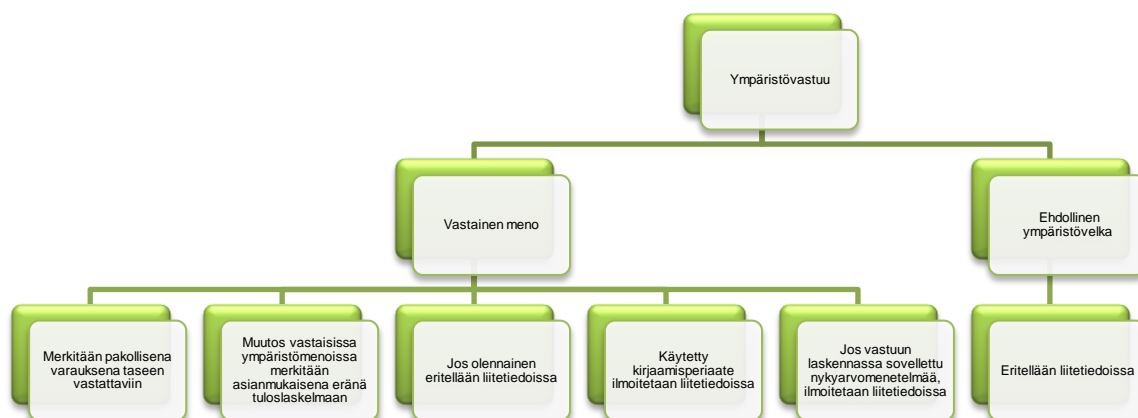 Ympäristövastuu
Vastainen meno
Ehdollinen
ympäristövelka
Merkitään pakollisena
varauksena taseen
vastattaviin
Muutos vastaisissa
ympäristömenoissa
merkitään
asianmukaisena eränä
tuloslaskelmaan
Jos olennainen
eritellään liitetiedoissa
Käytetty
kirjaamisperiaate
ilmoitetaan liitetiedoissa
Jos vastuun
laskennassa sovellettu
nykyarvomenetelmää,
ilmoitetaan liitetiedoissa
Eritellään liitetiedoissa